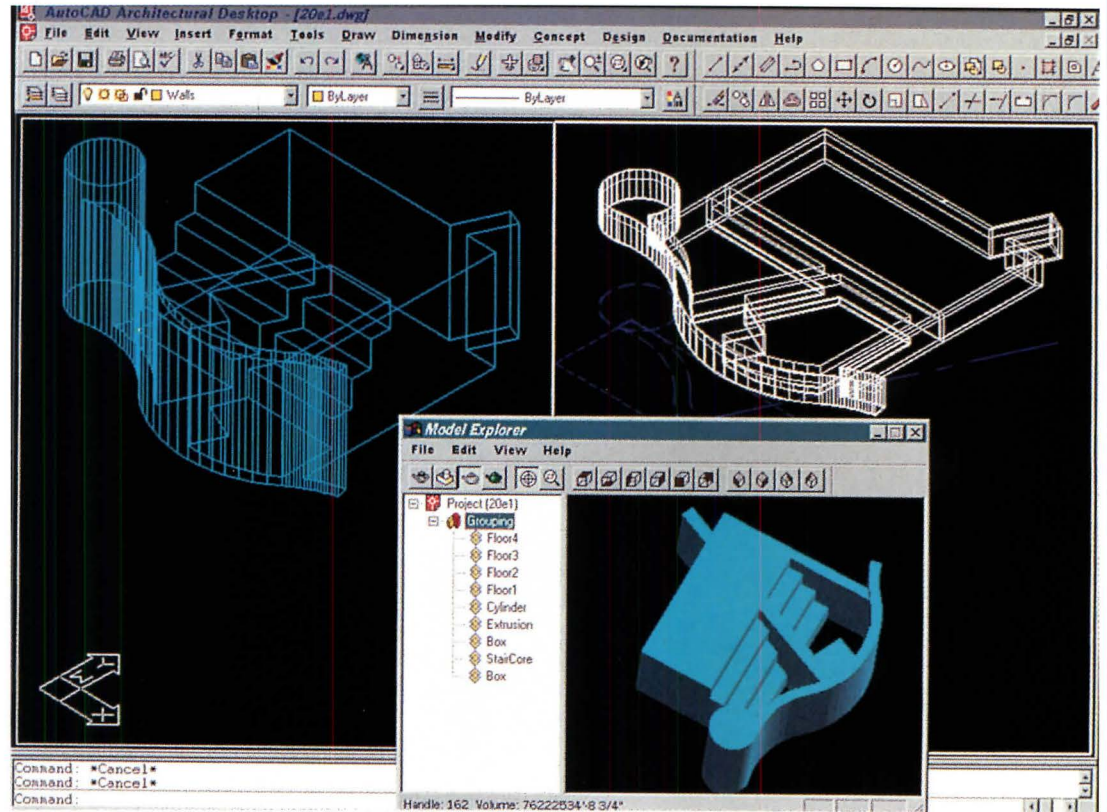 AutoCAD Architectural Desktop - [20e1.dwg]
File Edit View Insert Format Tools Draw Dimension Modify Concept Design Documentation Help
Walls ByLayer ByLayer
Model Explorer
File Edit View Help
Project (20e1)
Grouping
Floor4
Floor3
Floor2
Floor1
Cylinder
Extrusion
Box
StairCore
Box
Y
W
X
Command: *Cancel*
Command: *Cancel*
Command:
Handle: 162 Volume: 76222534'-8 3/4"